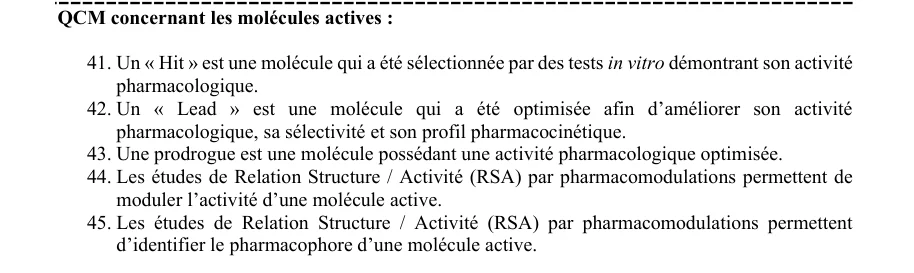 QCM concernant les molécules actives :
41. Un « Hit » est une molécule qui a été sélectionnée par des tests in vitro démontrant son activité
pharmacologique.
42. Un « Lead » est une molécule qui a été optimisée afin d’améliorer son activité
pharmacologique, sa sélectivité et son profil pharmacocinétique.
43. Une prodrogue est une molécule possédant une activité pharmacologique optimisée.
44. Les études de Relation Structure / Activité (RSA) par pharmacomodulations permettent de
moduler l’activité d’une molécule active.
45. Les études de Relation Structure / Activité (RSA) par pharmacomodulations permettent
d’identifier le pharmacophore d’une molécule active.